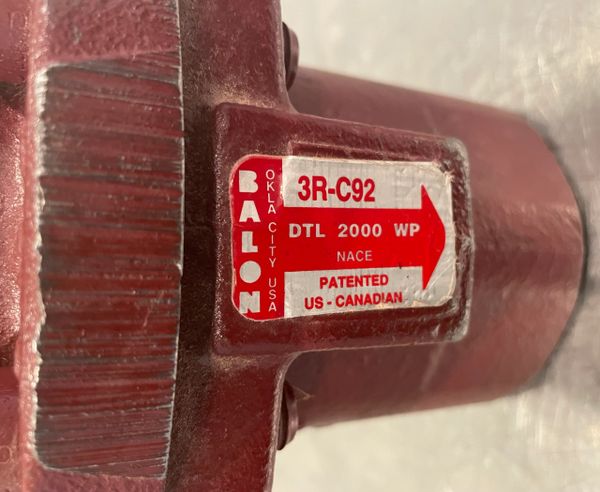 BALON
OKLA CITY USA
3R-C92
DTL 2000 WP
NACE
PATENTED
US - CANADIAN